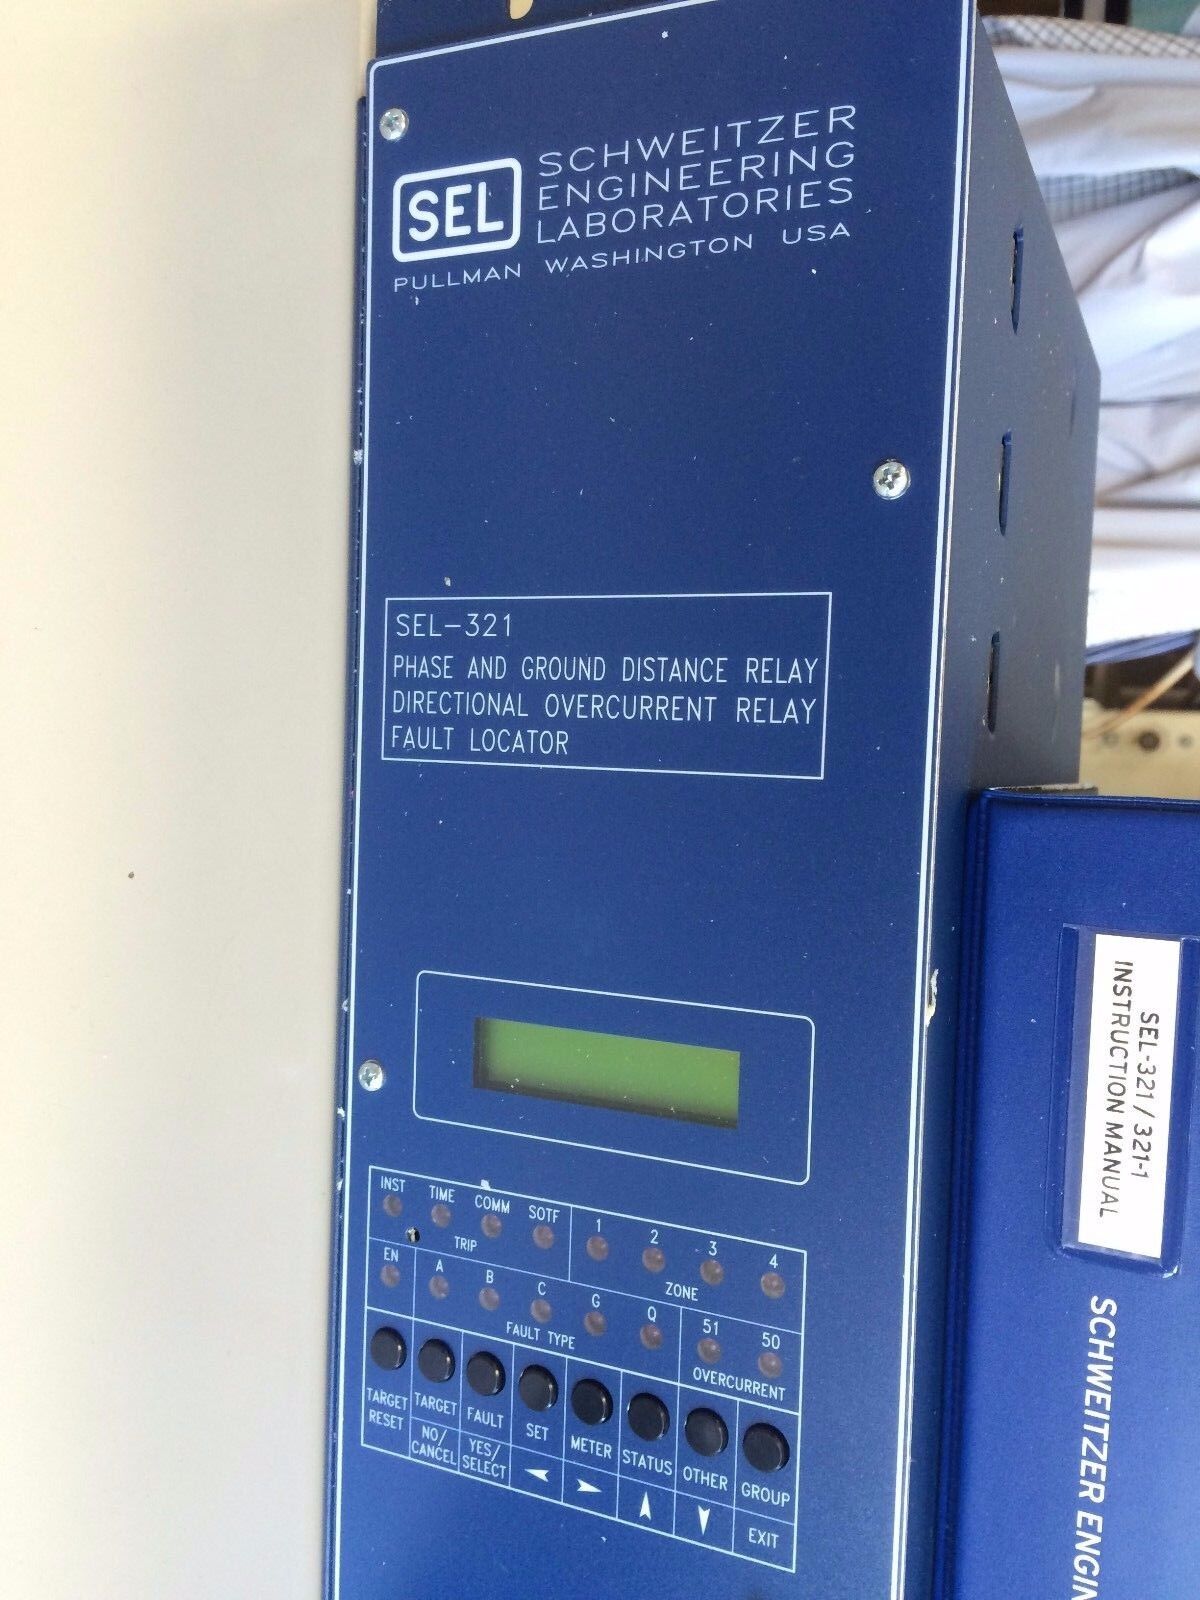 SEL
SCHWEITZER
ENGINEERING
LABORATORIES
PULLMAN WASHINGTON USA
SEL-321
PHASE AND GROUND DISTANCE RELAY
DIRECTIONAL OVERCURRENT RELAY
FAULT LOCATOR
INST TIME COMM SOTF 1 2 3 4
TRIP ZONE
EN A B C G Q 51 50
FAULT TYPE OVERCURRENT
TARGET RESET TARGET FAULT SET METER STATUS OTHER GROUP
NO/CANCEL YES/SELECT EXIT
SEL-321 / 321-1
INSTRUCTION MANUAL
SCHWEITZER ENGIN